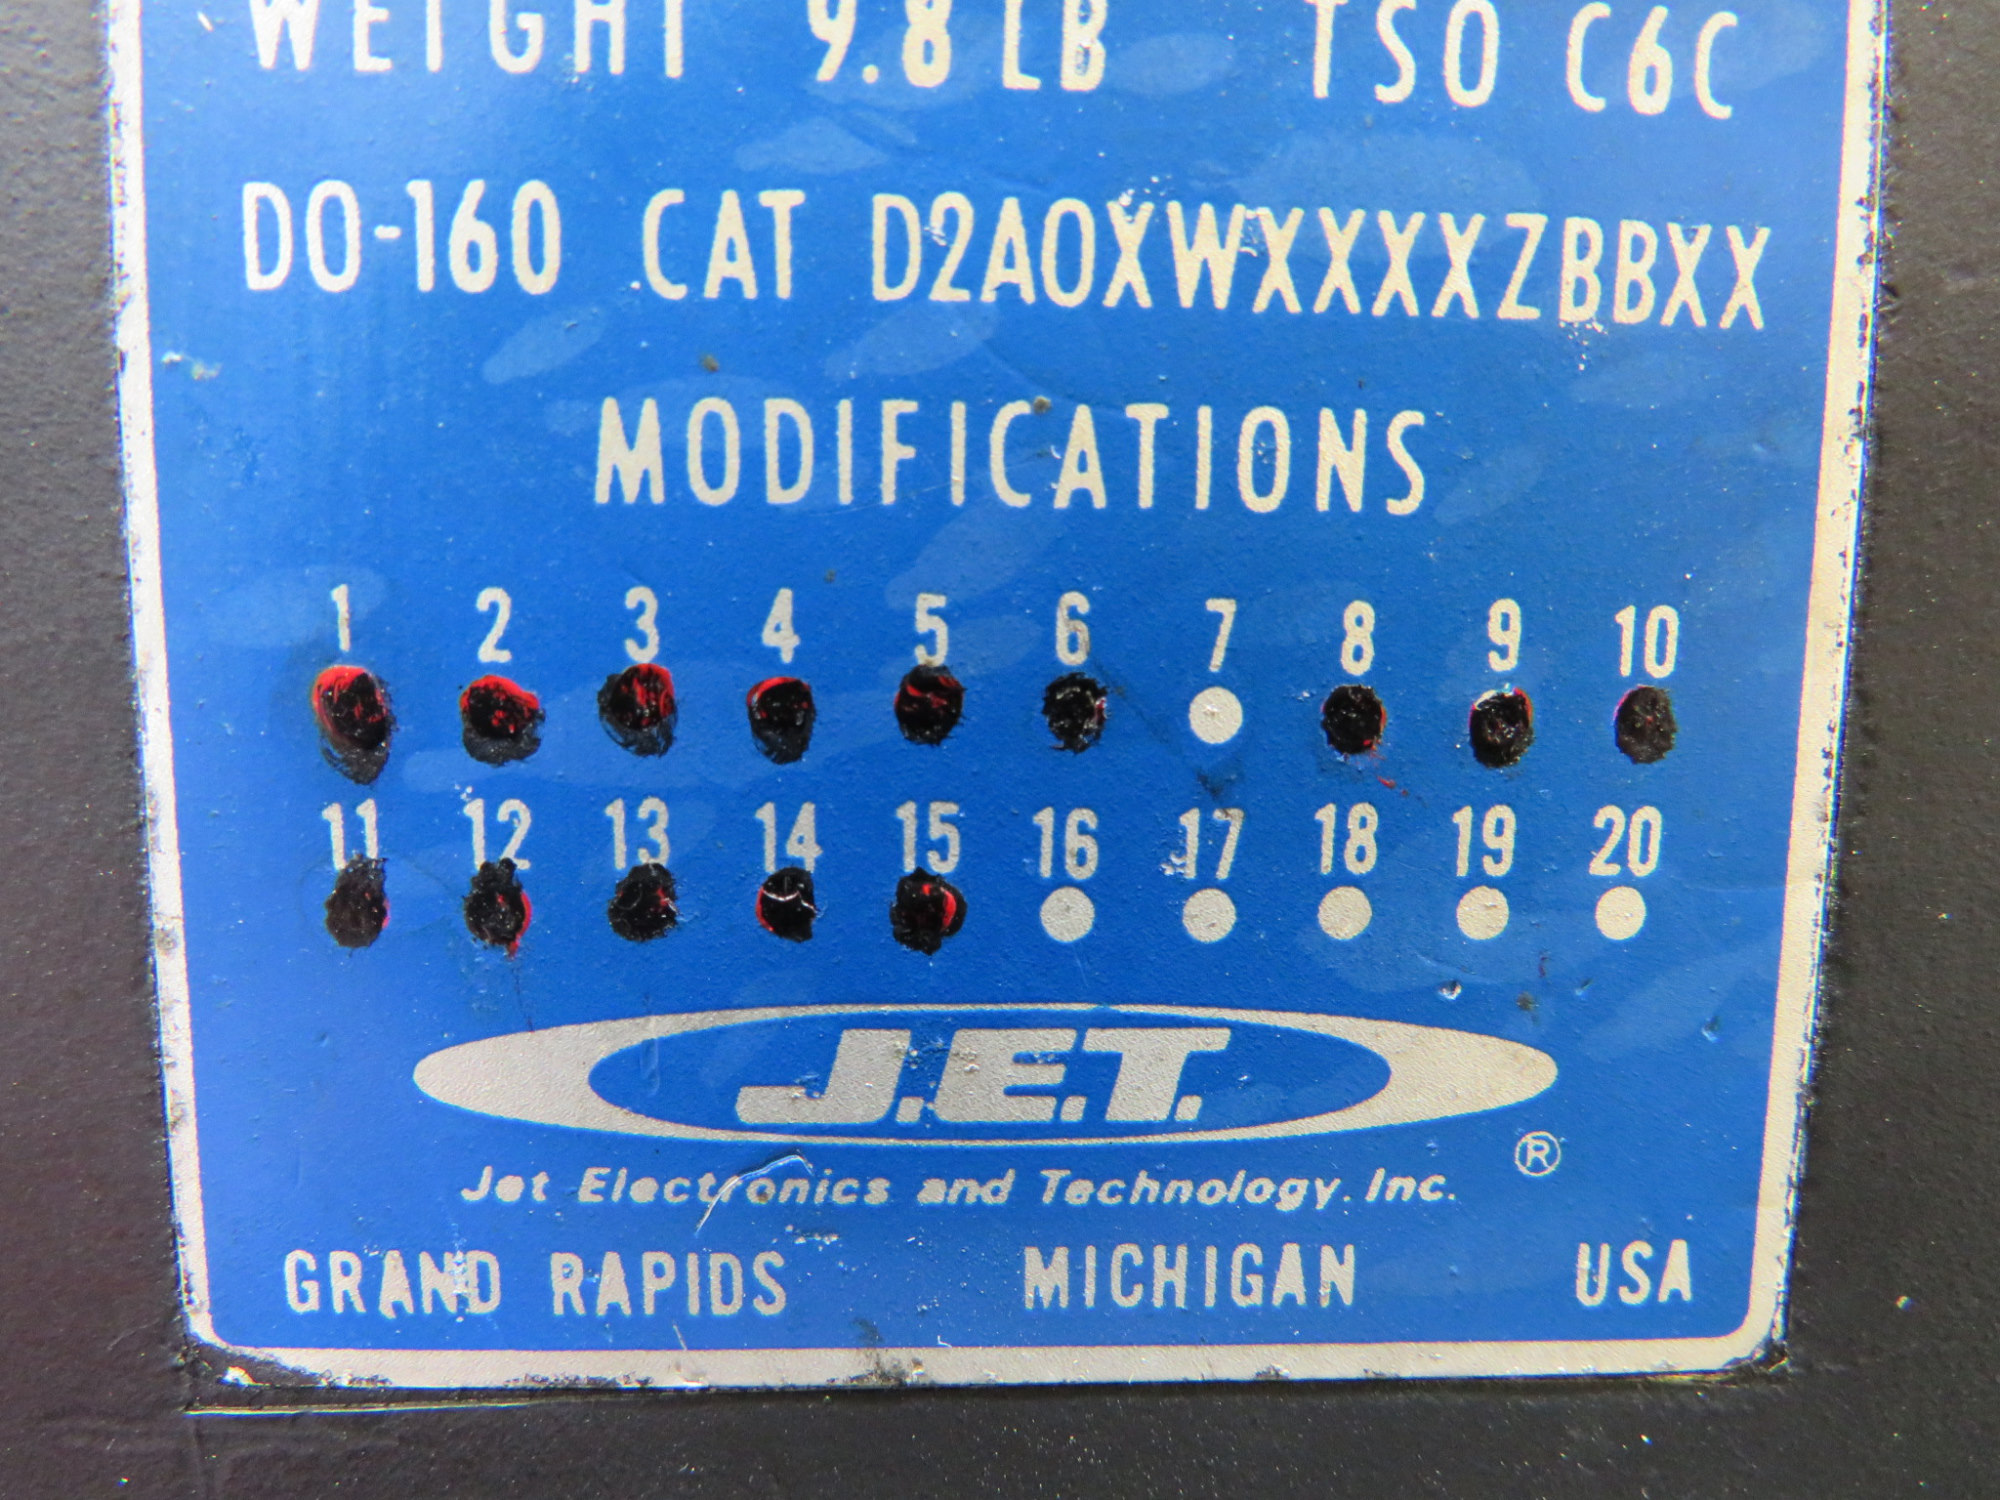 WEIGHT 9.8 LB TSO C6C
DO-160 CAT D2AOXWXXXXZBBXX
MODIFICATIONS
1 2 3 4 5 6 7 8 9 10
11 12 13 14 15 16 17 18 19 20
J.E.T.
®
Jet Electronics and Technology. Inc.
GRAND RAPIDS MICHIGAN USA